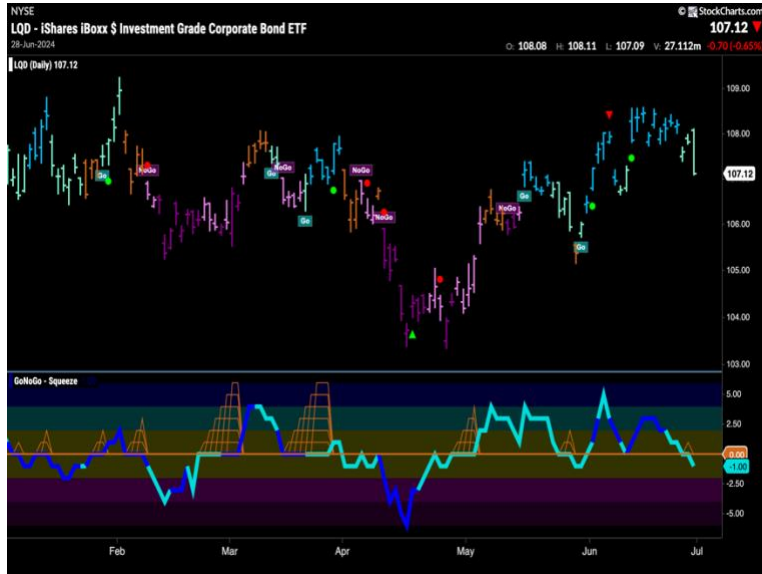 NYSE
© StockCharts.com
LQD - iShares iBoxx $ Investment Grade Corporate Bond ETF
107.12
28-Jun-2024
O: 108.08 H: 108.11 L: 107.09 V: 27.112m -0.70 (-0.65%)
LQD (Daily) 107.12
109.00
108.00
107.12
106.00
105.00
104.00
103.00
Go
NoGo
Go
NoGo
Go
NoGo
NoGo
NoGo
Go
Go
GoNoGo - Squeeze
5.00
2.50
0.00
-1.00
-2.50
-5.00
Feb Mar Apr May Jun Jul